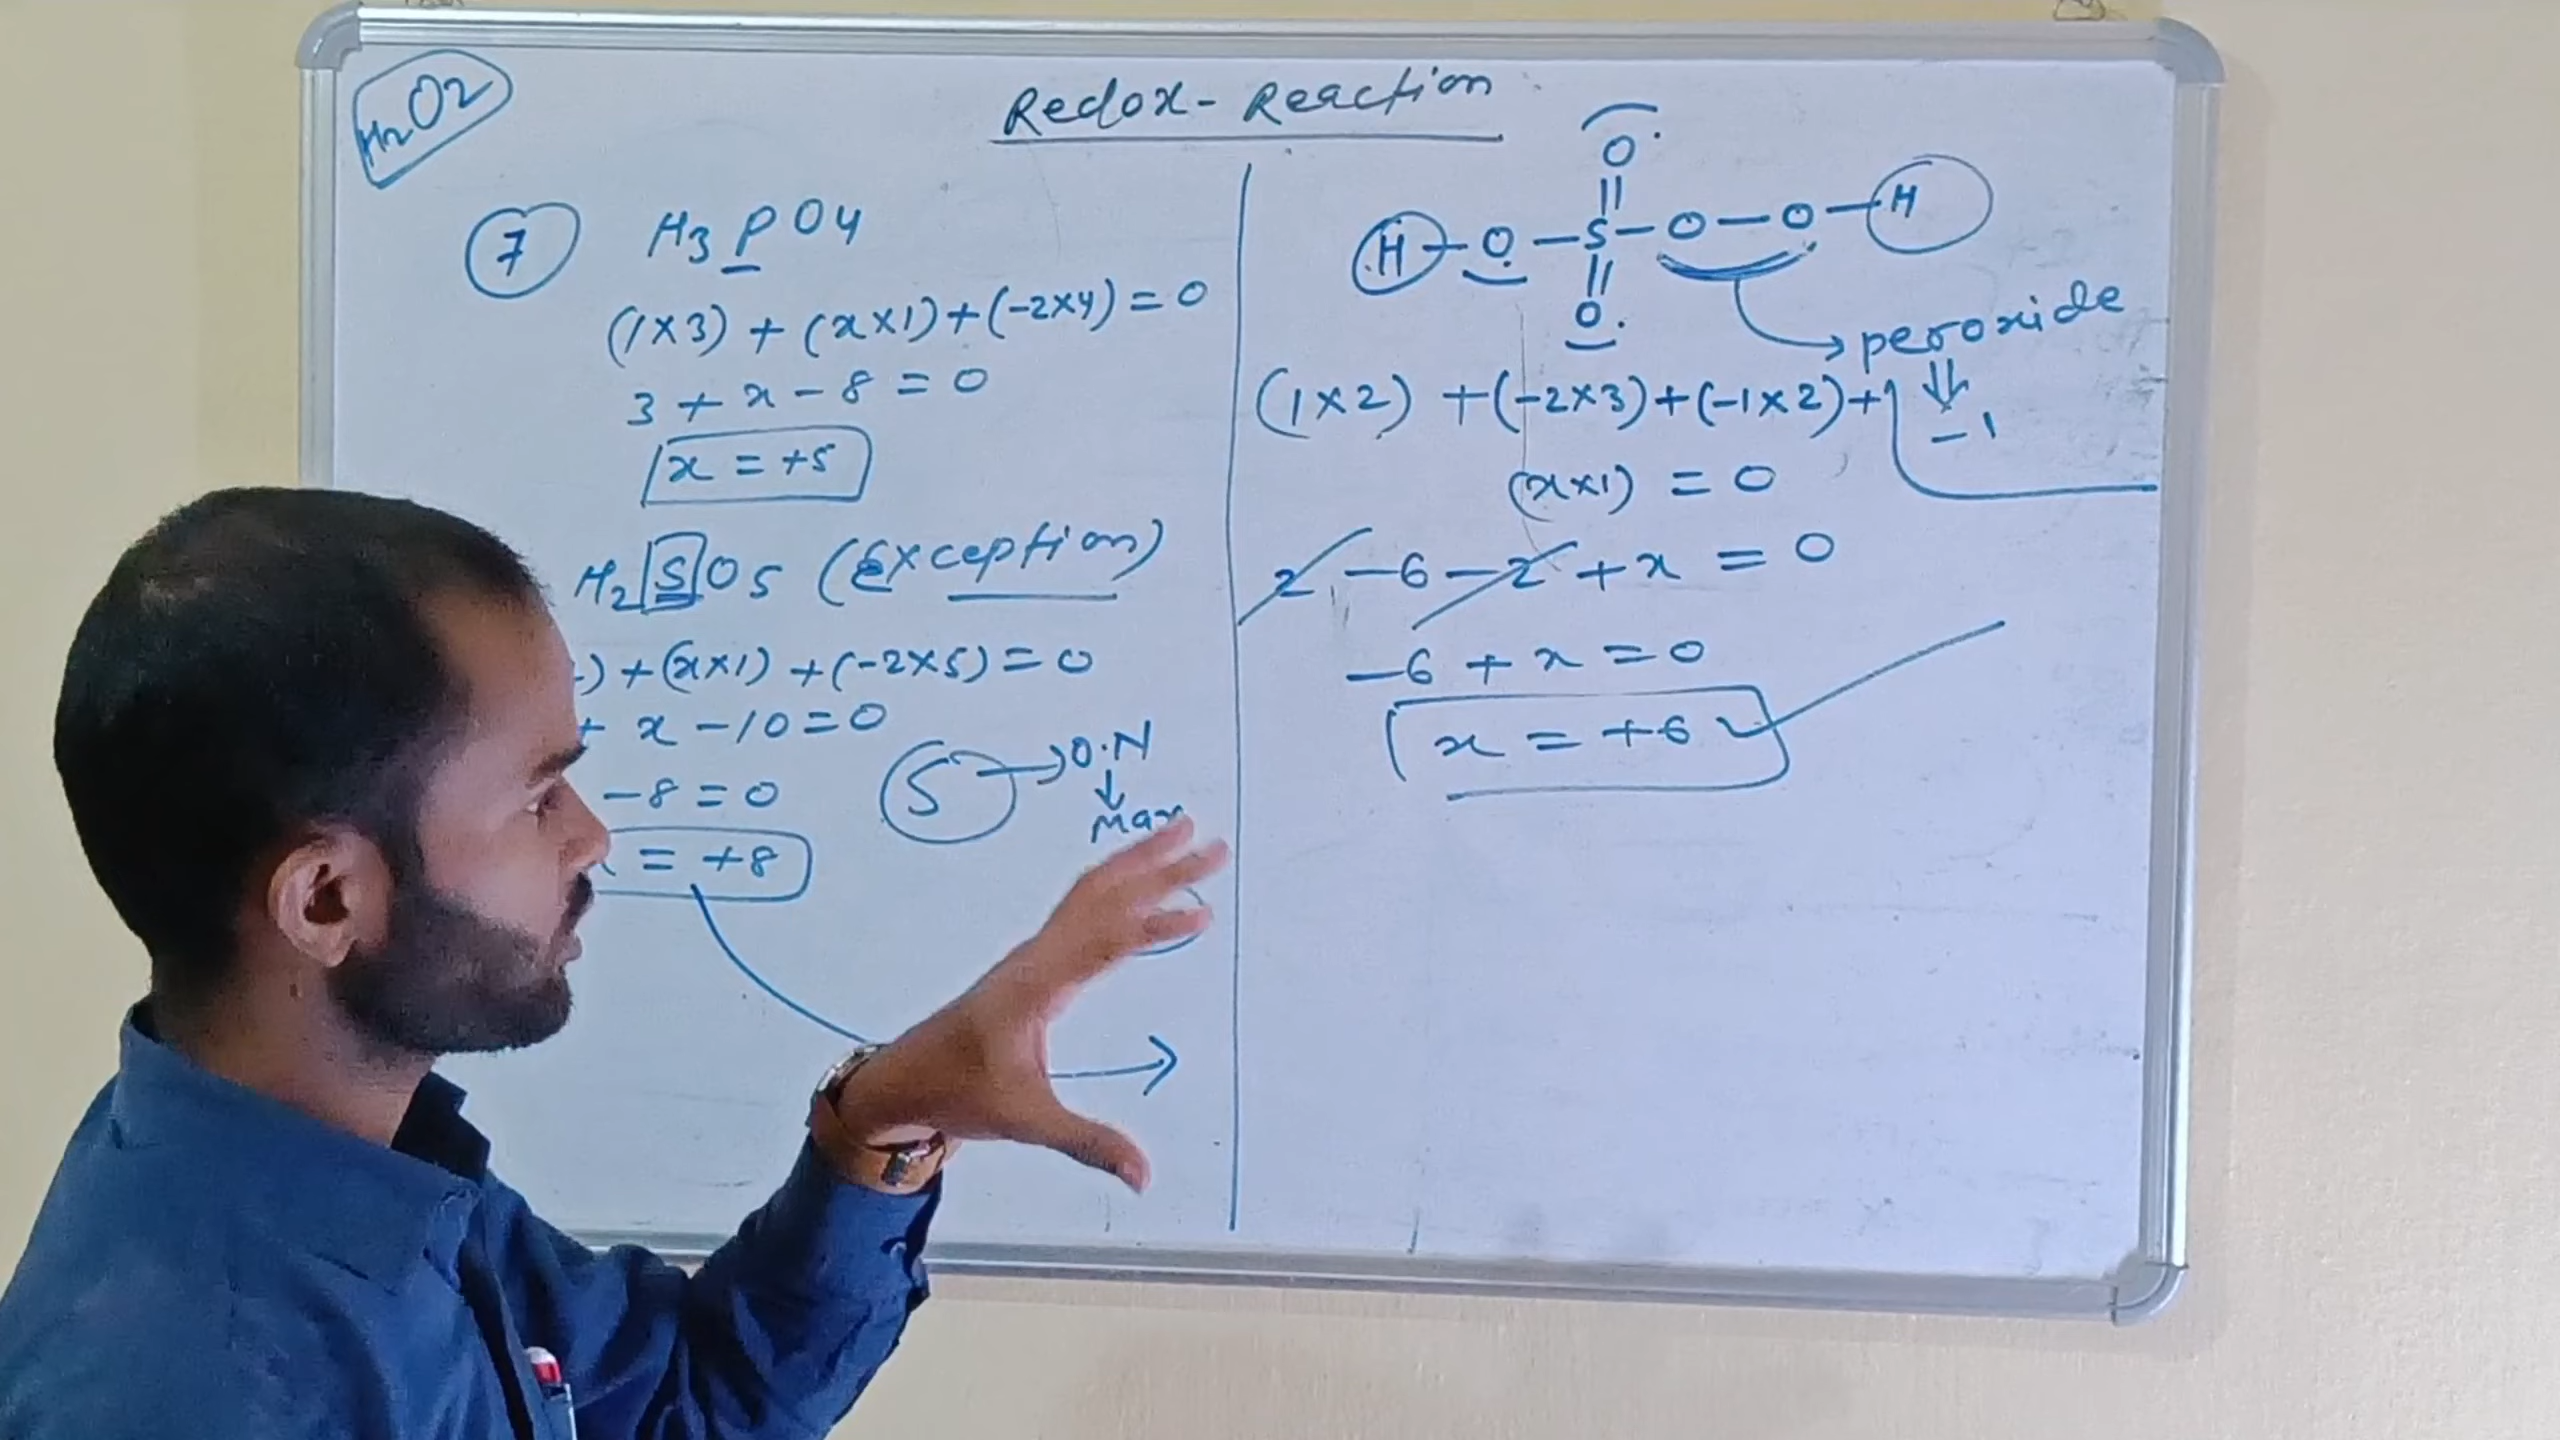 H2O2
Redox-Reaction
7 H3PO4
(1×3) + (x×1) + (-2×4) = 0
3 + x - 8 = 0
x = +5
H2SO5 (Exception)
) + (x×1) + (-2×5) = 0
+ x - 10 = 0
- 8 = 0
= +8
S → O.N
↓
Max
O
||
H-O-S-O-O-H
||
O
peroxide
⇓
-1
(1×2) + (-2×3) + (-1×2) +
(x×1) = 0
2 - 6 - 2 + x = 0
-6 + x = 0
x = +6